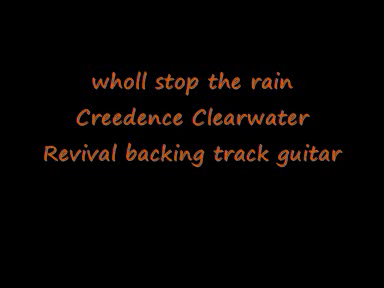 wholl stop the rain
Creedence Clearwater
Revival backing track guitar